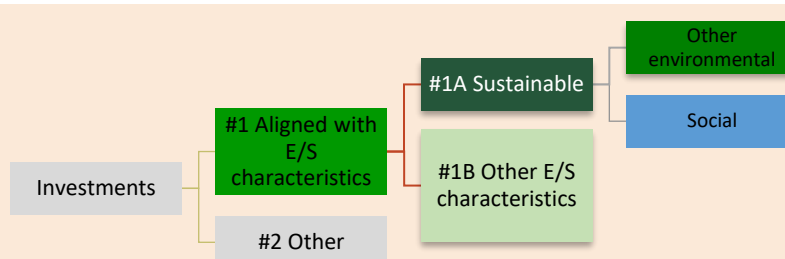 Other
environmental
#1A Sustainable
Social
#1 Aligned with
E/S
characteristics
#1B Other E/S
characteristics
Investments
#2 Other